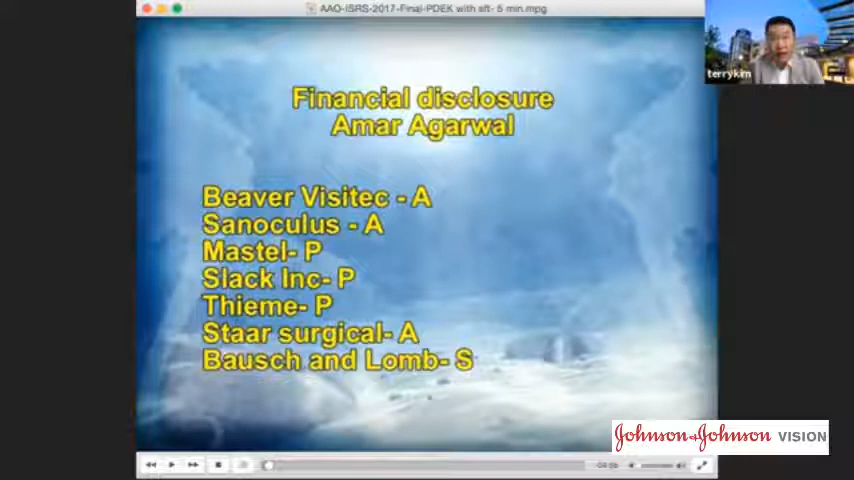 AAO-ISRS-2017-Final-PDEK with sft- 5 min.mpg
terrykim
Financial disclosure
Amar Agarwal
Beaver Visitec - A
Sanoculus - A
Mastel- P
Slack Inc- P
Thieme- P
Staar surgical- A
Bausch and Lomb- S
Johnson+Johnson VISION